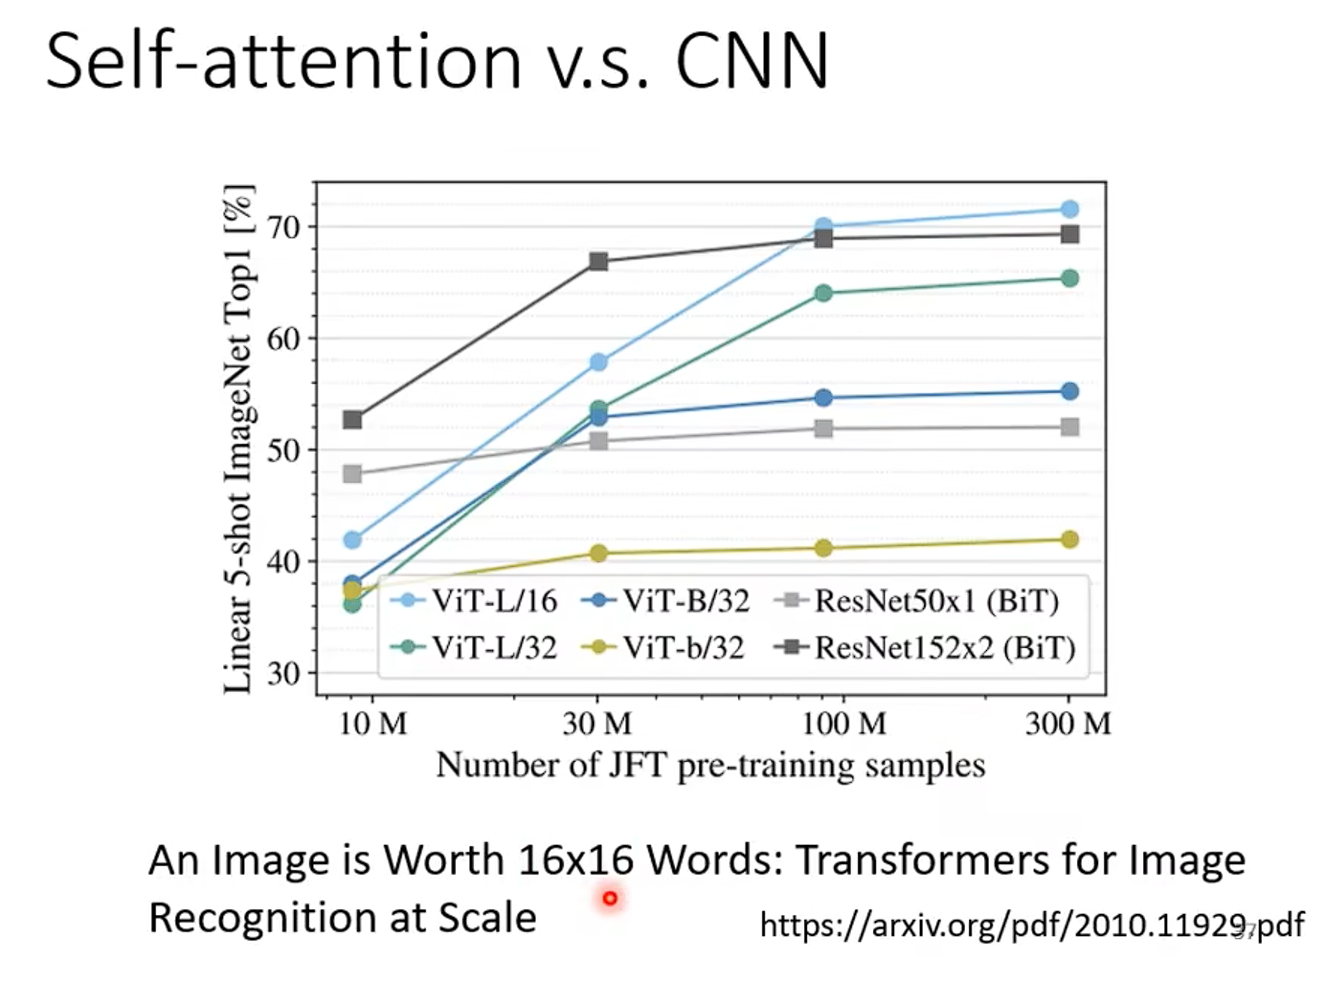 Self-attention v.s. CNN
Linear 5-shot ImageNet Top1 [%]
70
60
50
40
30
ViT-L/16 ViT-B/32 ResNet50x1 (BiT)
ViT-L/32 ViT-b/32 ResNet152x2 (BiT)
10 M 30 M 100 M 300 M
Number of JFT pre-training samples
An Image is Worth 16x16 Words: Transformers for Image
Recognition at Scale
https://arxiv.org/pdf/2010.11929.pdf
37